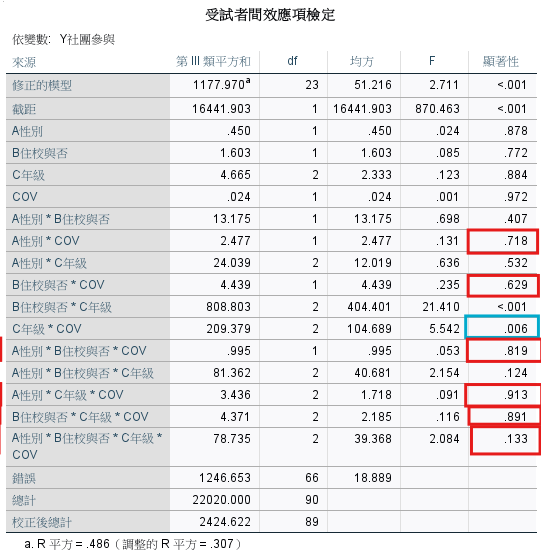 受試者間效應項檢定
依變數: Y社團參與
來源 第 III 類平方和 df 均方 F 顯著性
修正的模型 1177.970a 23 51.216 2.711 <.001
截距 16441.903 1 16441.903 870.463 <.001
A性別 .450 1 .450 .024 .878
B住校與否 1.603 1 1.603 .085 .772
C年級 4.665 2 2.333 .123 .884
COV .024 1 .024 .001 .972
A性別 * B住校與否 13.175 1 13.175 .698 .407
A性別 * COV 2.477 1 2.477 .131 .718
A性別 * C年級 24.039 2 12.019 .636 .532
B住校與否 * COV 4.439 1 4.439 .235 .629
B住校與否 * C年級 808.803 2 404.401 21.410 <.001
C年級 * COV 209.379 2 104.689 5.542 .006
A性別 * B住校與否 * COV .995 1 .995 .053 .819
A性別 * B住校與否 * C年級 81.362 2 40.681 2.154 .124
A性別 * C年級 * COV 3.436 2 1.718 .091 .913
B住校與否 * C年級 * COV 4.371 2 2.185 .116 .891
A性別 * B住校與否 * C年級 * 78.735 2 39.368 2.084 .133
COV
錯誤 1246.653 66 18.889
總計 22020.000 90
校正後總計 2424.622 89
a. R 平方 = .486（調整的 R 平方 = .307）